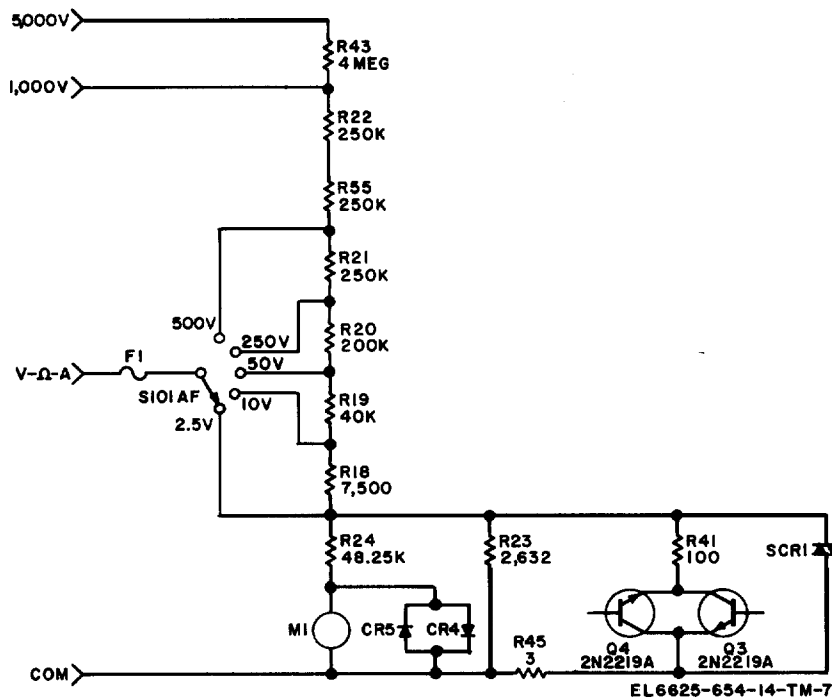 5,000V
R43
4MEG
1,000V
R22
250K
R55
250K
R21
250K
500V
250V
R20
200K
F1
V-Ω-A
50V
S101AF
10V
R19
40K
2.5V
R18
7,500
R24
48.25K
R23
2,632
R41
100
SCR1
M1
CR5
CR4
R45
3
Q4
2N2219A
Q3
2N2219A
COM
EL6625-654-14-TM-7